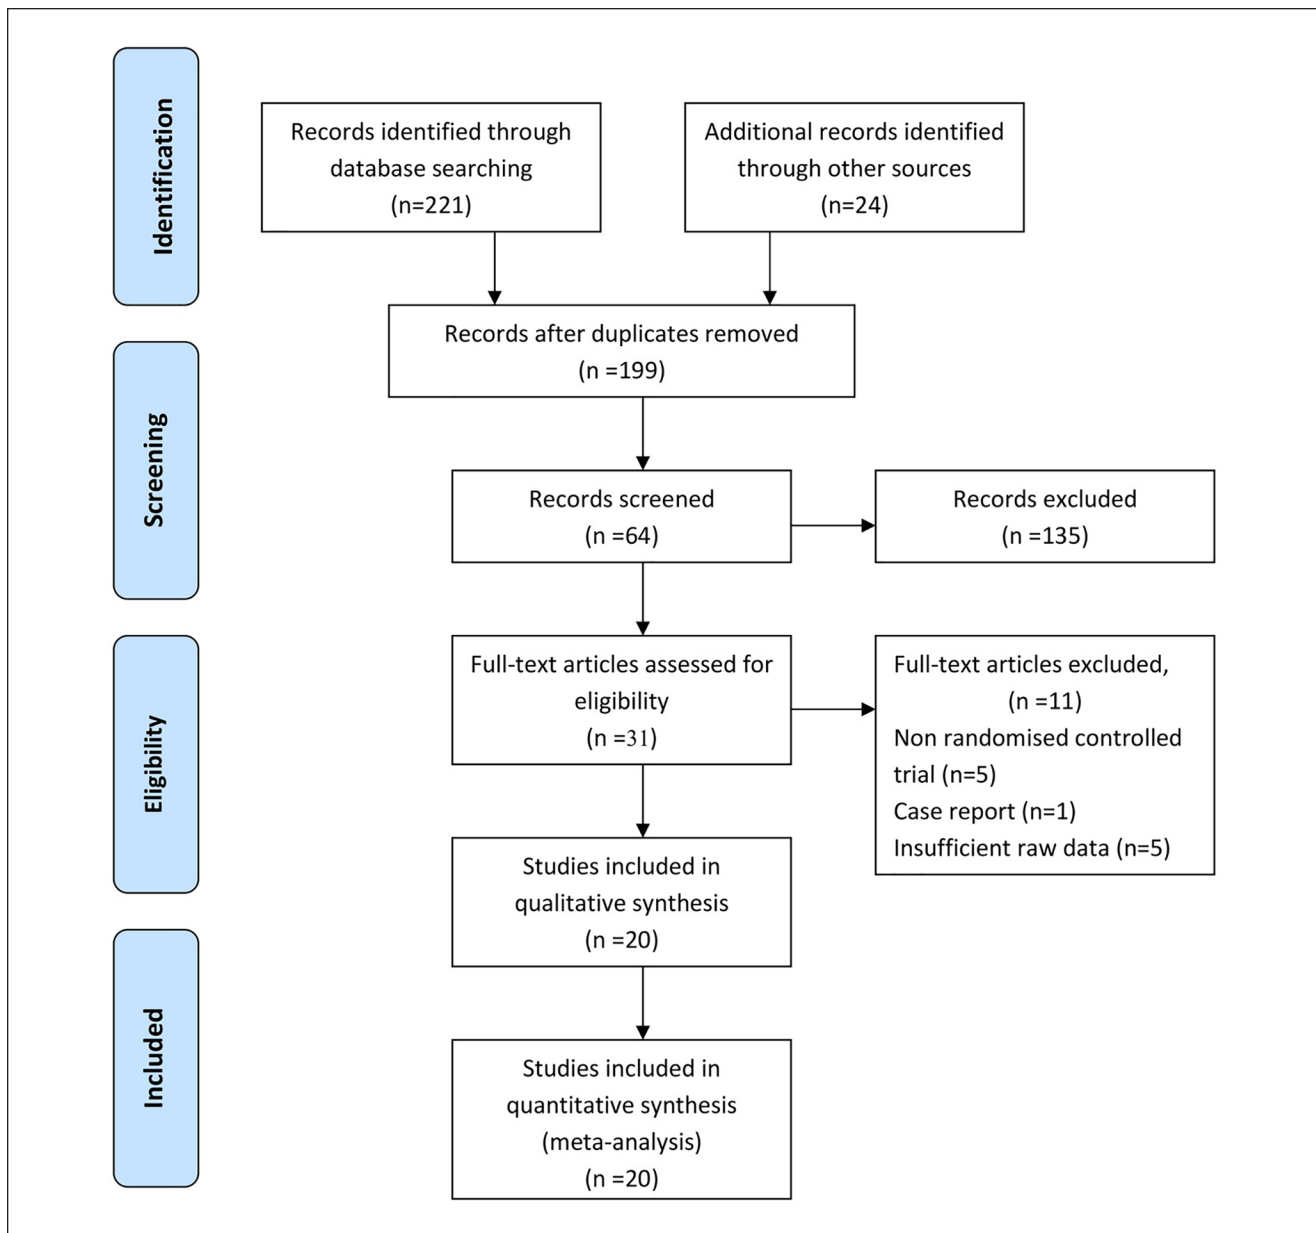 Identification
Records identified through
database searching
(n=221)
Additional records identified
through other sources
(n=24)
Records after duplicates removed
(n =199)
Screening
Records screened
(n =64)
Records excluded
(n =135)
Eligibility
Full-text articles assessed for
eligibility
(n =31)
Full-text articles excluded,
(n =11)
Non randomised controlled
trial (n=5)
Case report (n=1)
Insufficient raw data (n=5)
Studies included in
qualitative synthesis
(n =20)
Included
Studies included in
quantitative synthesis
(meta-analysis)
(n =20)